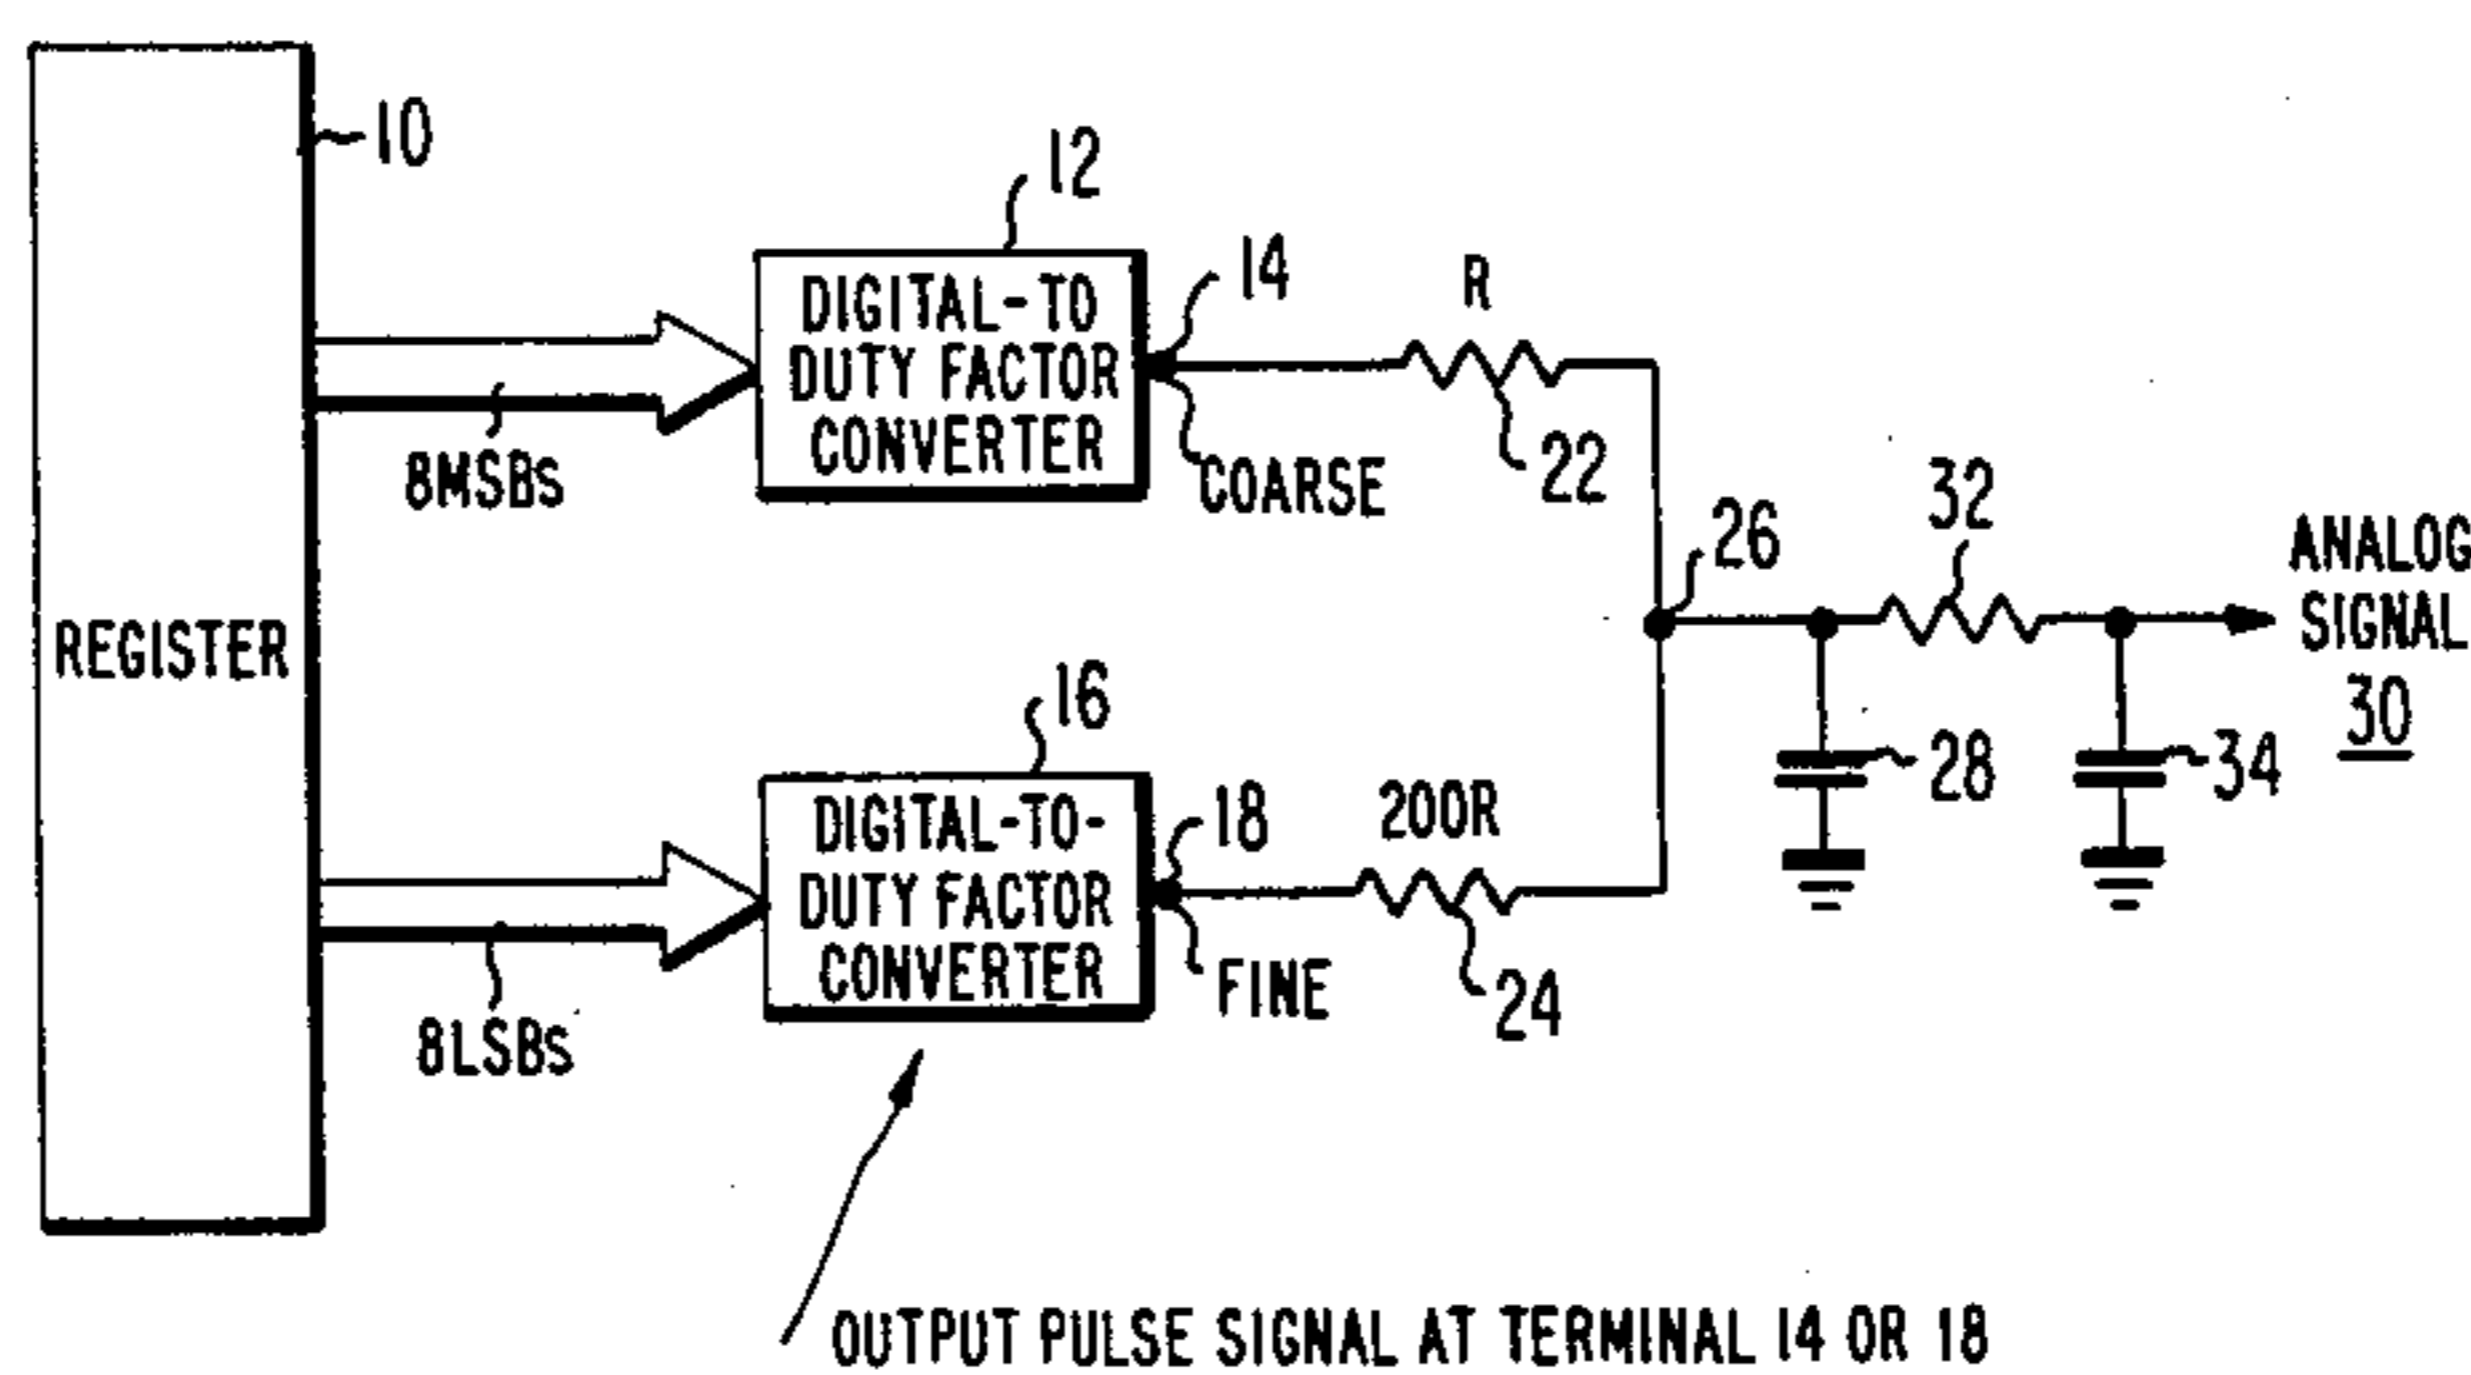 10
REGISTER
8MSBs
12
DIGITAL-TO
DUTY FACTOR
CONVERTER
14
COARSE
R
22
8LSBs
16
DIGITAL-TO-
DUTY FACTOR
CONVERTER
18
FINE
200R
24
26
32
28
34
ANALOG
SIGNAL
30
OUTPUT PULSE SIGNAL AT TERMINAL 14 OR 18